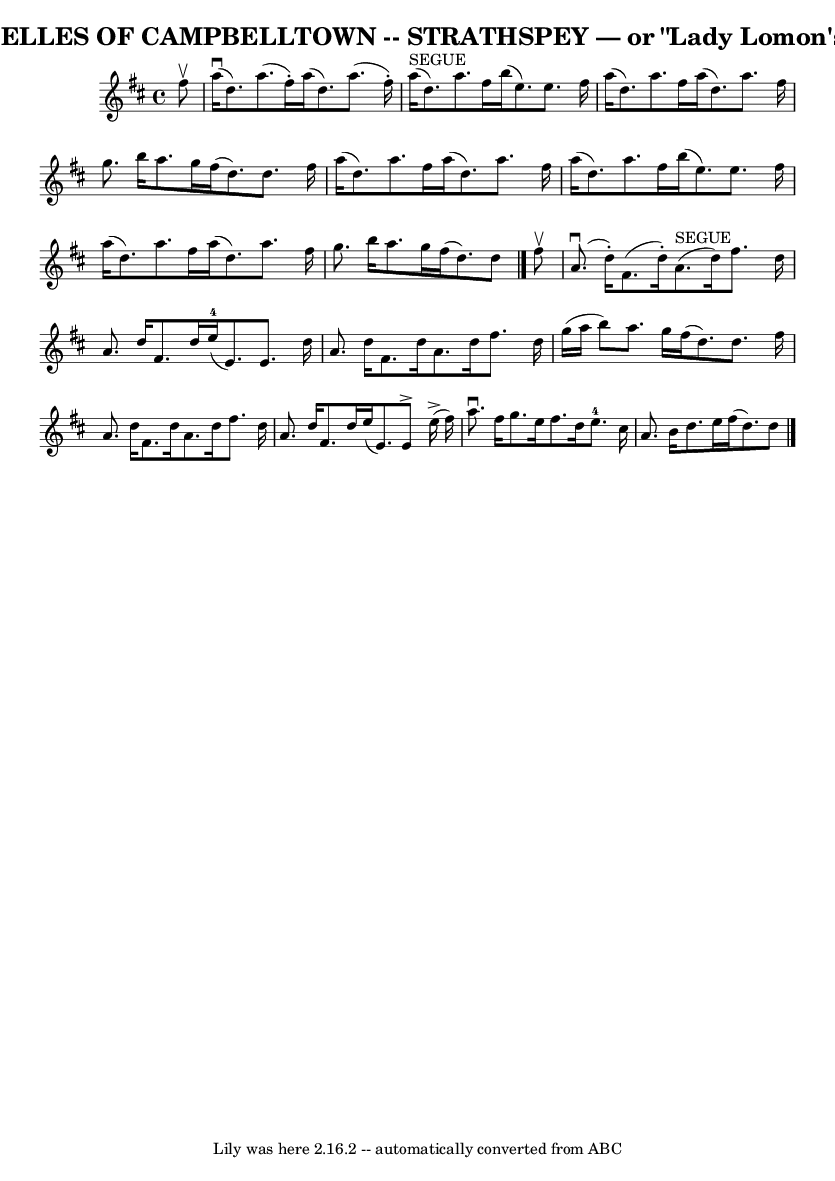 ELLES OF CAMPBELLTOWN -- STRATHSPEY — or "Lady Lomon's
SEGUE
SEGUE
4
4
Lily was here 2.16.2 -- automatically converted from ABC